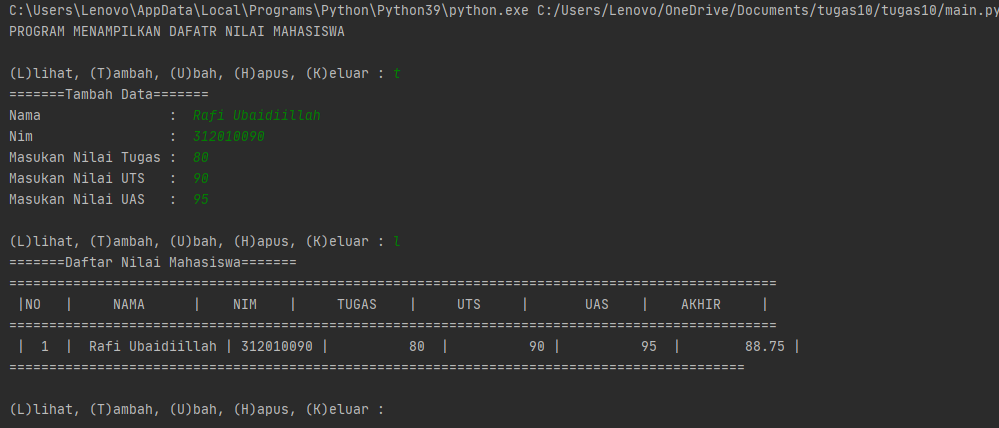 C:\Users\Lenovo\AppData\Local\Programs\Python\Python39\python.exe C:/Users/Lenovo/OneDrive/Documents/tugas10/tugas10/main.py
PROGRAM MENAMPILKAN DAFATR NILAI MAHASISWA
(L)lihat, (T)ambah, (U)bah, (H)apus, (K)eluar : t
=======Tambah Data=======
Nama                :  Rafi Ubaidiillah
Nim                 :  312010090
Masukan Nilai Tugas :  80
Masukan Nilai UTS   :  90
Masukan Nilai UAS   :  95
(L)lihat, (T)ambah, (U)bah, (H)apus, (K)eluar : l
=======Daftar Nilai Mahasiswa=======
================================================================================================
 |NO   |     NAMA      |    NIM    |     TUGAS    |     UTS     |       UAS    |    AKHIR     |
================================================================================================
 |  1  |  Rafi Ubaidiillah | 312010090 |          80  |          90 |          95  |        88.75 |
============================================================================================
(L)lihat, (T)ambah, (U)bah, (H)apus, (K)eluar :